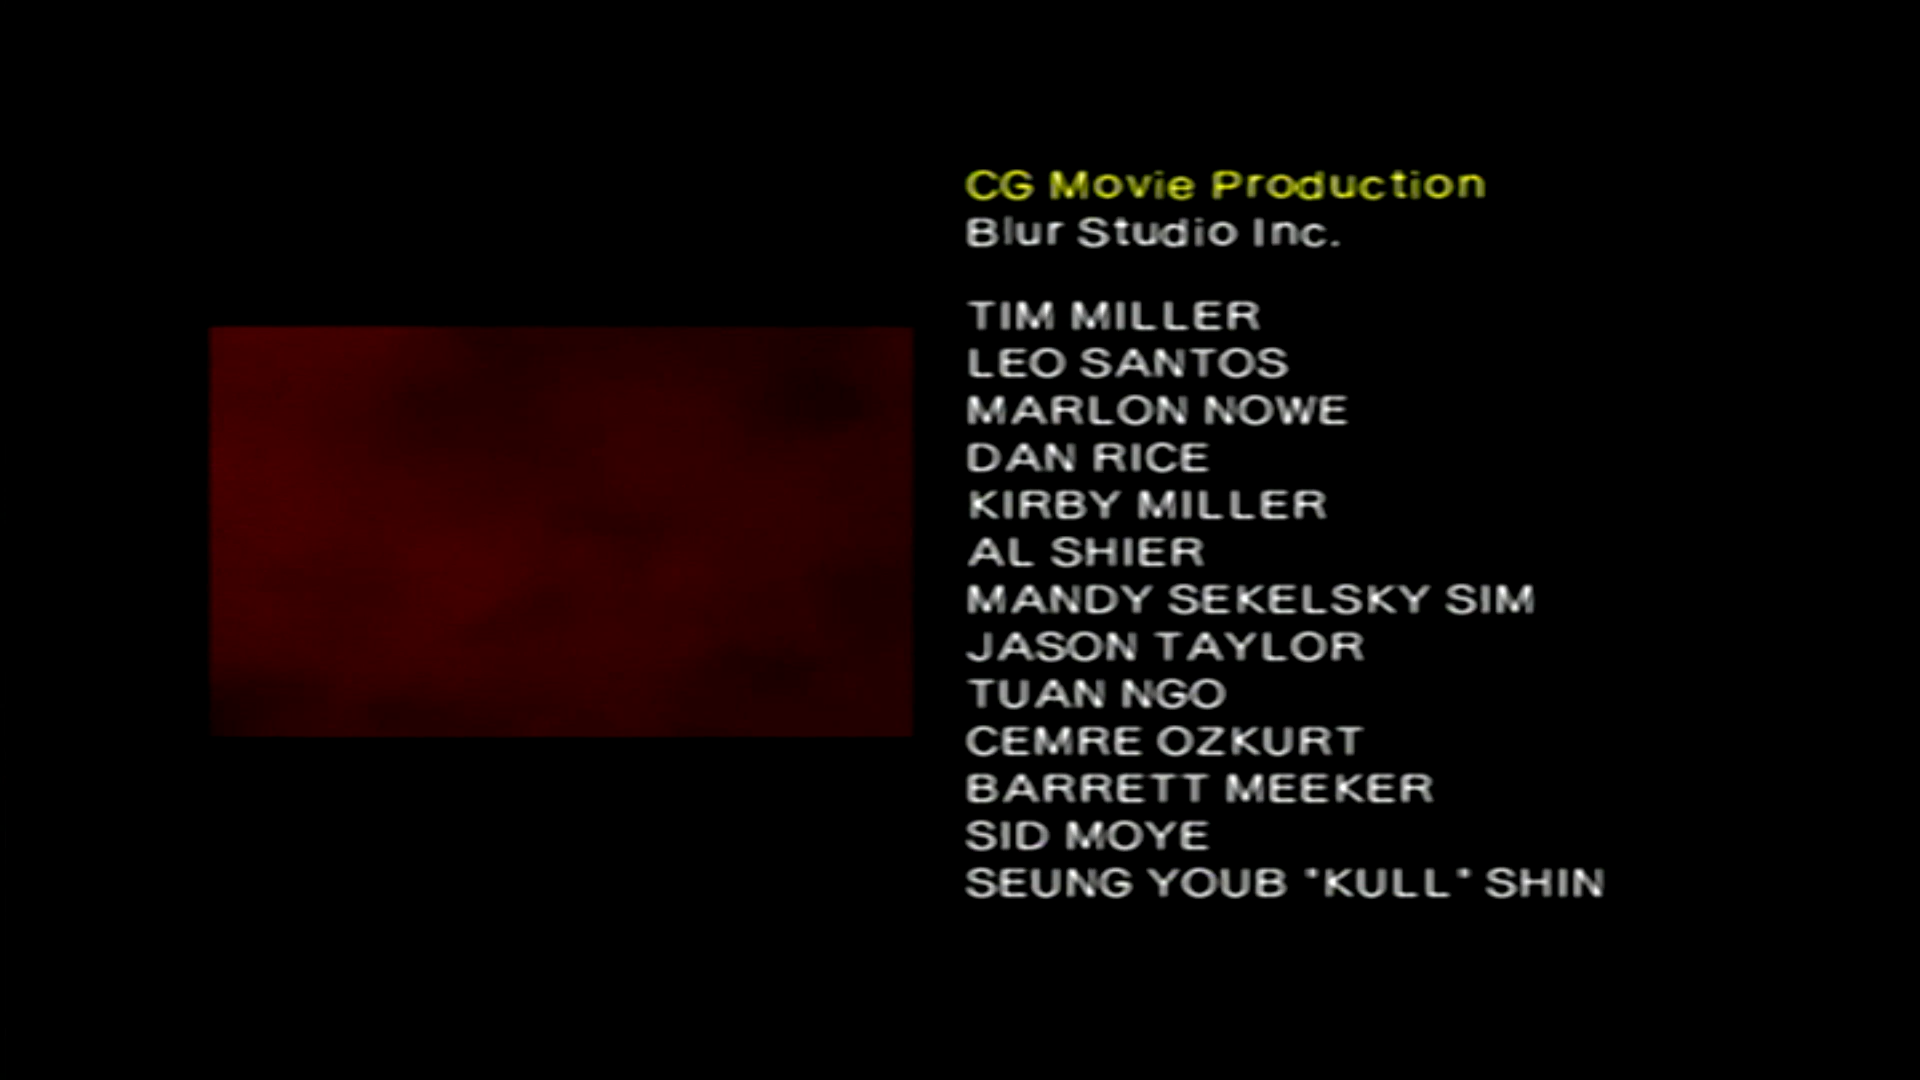 CG Movie Production
Blur Studio Inc.
TIM MILLER
LEO SANTOS
MARLON NOWE
DAN RICE
KIRBY MILLER
AL SHIER
MANDY SEKELSKY SIM
JASON TAYLOR
TUAN NGO
CEMRE OZKURT
BARRETT MEEKER
SID MOYE
SEUNG YOUB "KULL" SHIN